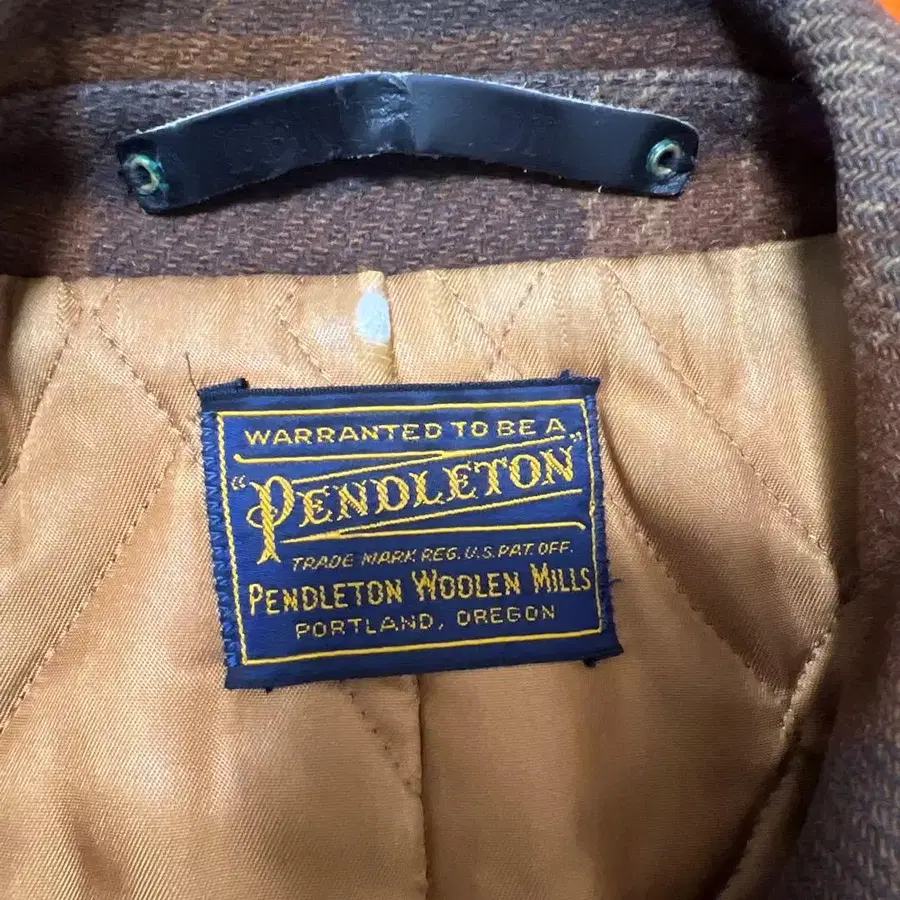 WARRANTED TO BE A
"PENDLETON"
TRADE MARK REG. U.S. PAT. OFF.
PENDLETON WOOLEN MILLS
PORTLAND, OREGON